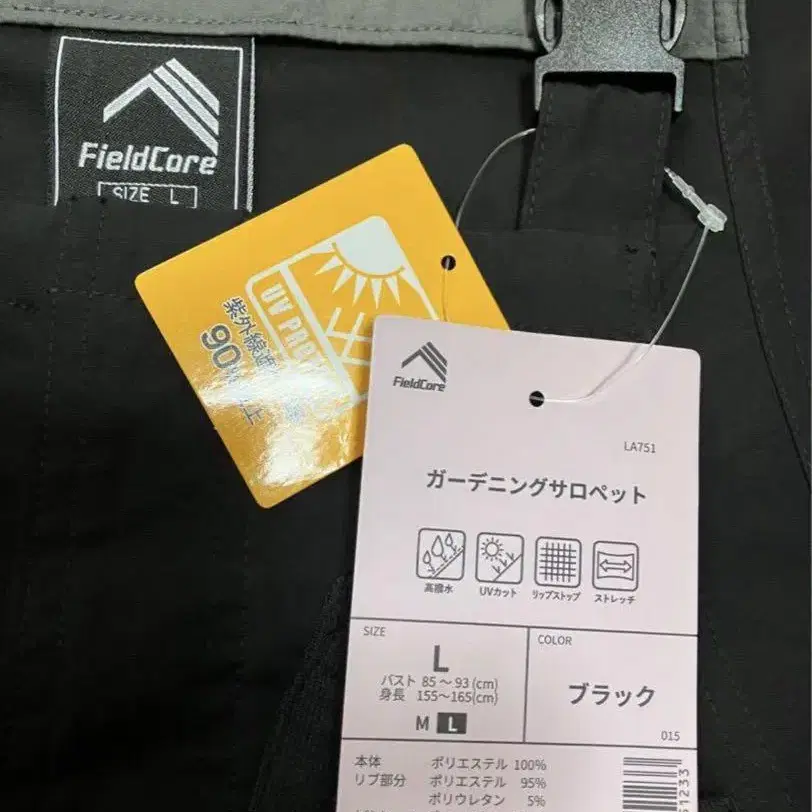 FieldCore
SIZE L
UV
紫外線
90
FieldCore
LA751
ガーデニングサロペット
高撥水
UVカット
リップストップ
ストレッチ
SIZE
L
バスト 85〜93(cm)
身長 155〜165(cm)
M L
COLOR
ブラック
015
本体 ポリエステル 100%
リブ部分 ポリエステル 95%
ポリウレタン 5%
3233